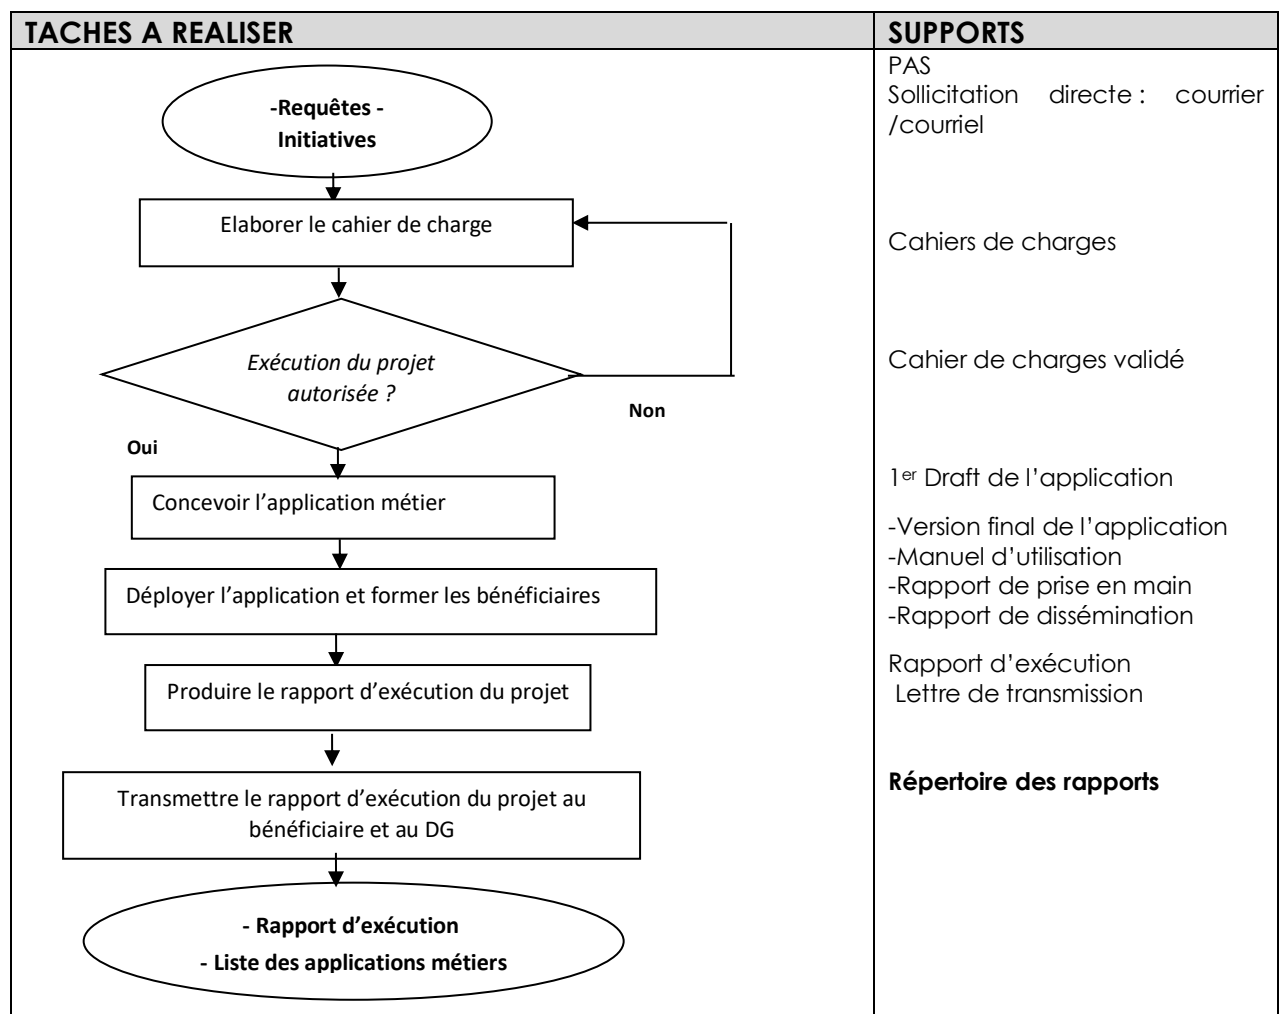 TACHES A REALISER
SUPPORTS
-Requêtes -
Initiatives
Elaborer le cahier de charge
Exécution du projet
autorisée ?
Non
Oui
Concevoir l’application métier
Déployer l’application et former les bénéficiaires
Produire le rapport d’exécution du projet
Transmettre le rapport d’exécution du projet au
bénéficiaire et au DG
- Rapport d’exécution
- Liste des applications métiers
PAS
Sollicitation directe : courrier
/courriel
Cahiers de charges
Cahier de charges validé
1er Draft de l’application
-Version final de l’application
-Manuel d’utilisation
-Rapport de prise en main
-Rapport de dissémination
Rapport d’exécution
Lettre de transmission
Répertoire des rapports